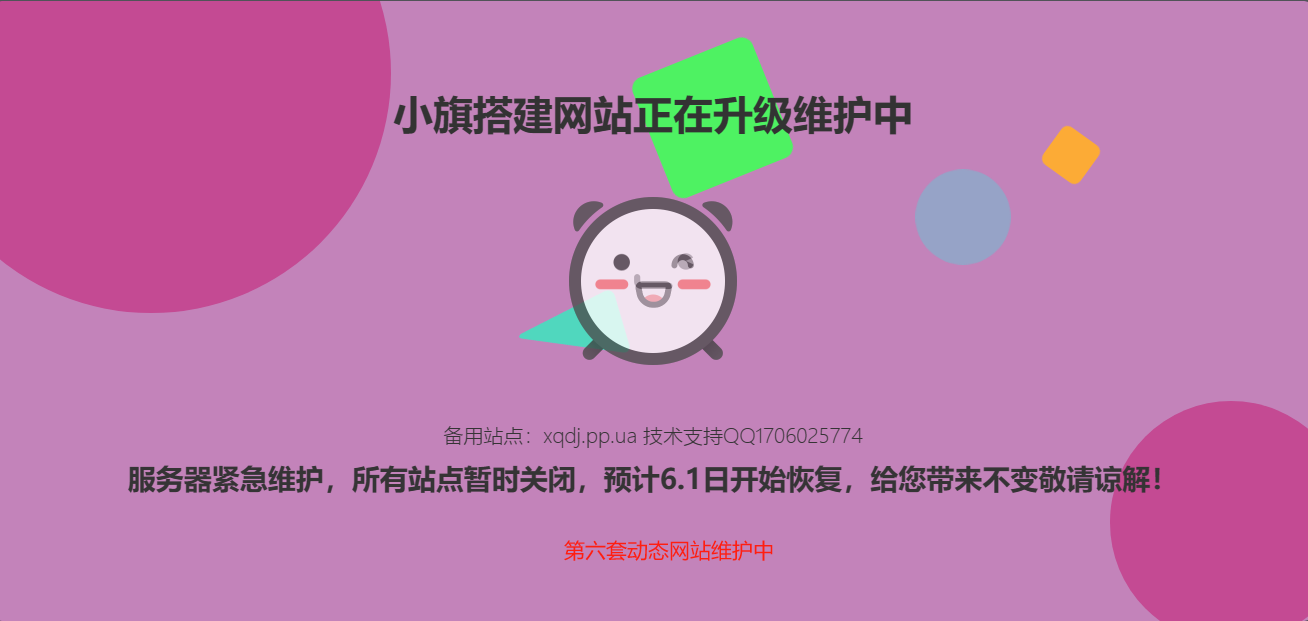 小旗搭建网站正在升级维护中
备用站点：xqdj.pp.ua 技术支持QQ1706025774
服务器紧急维护，所有站点暂时关闭，预计6.1日开始恢复，给您带来不变敬请谅解！
第六套动态网站维护中